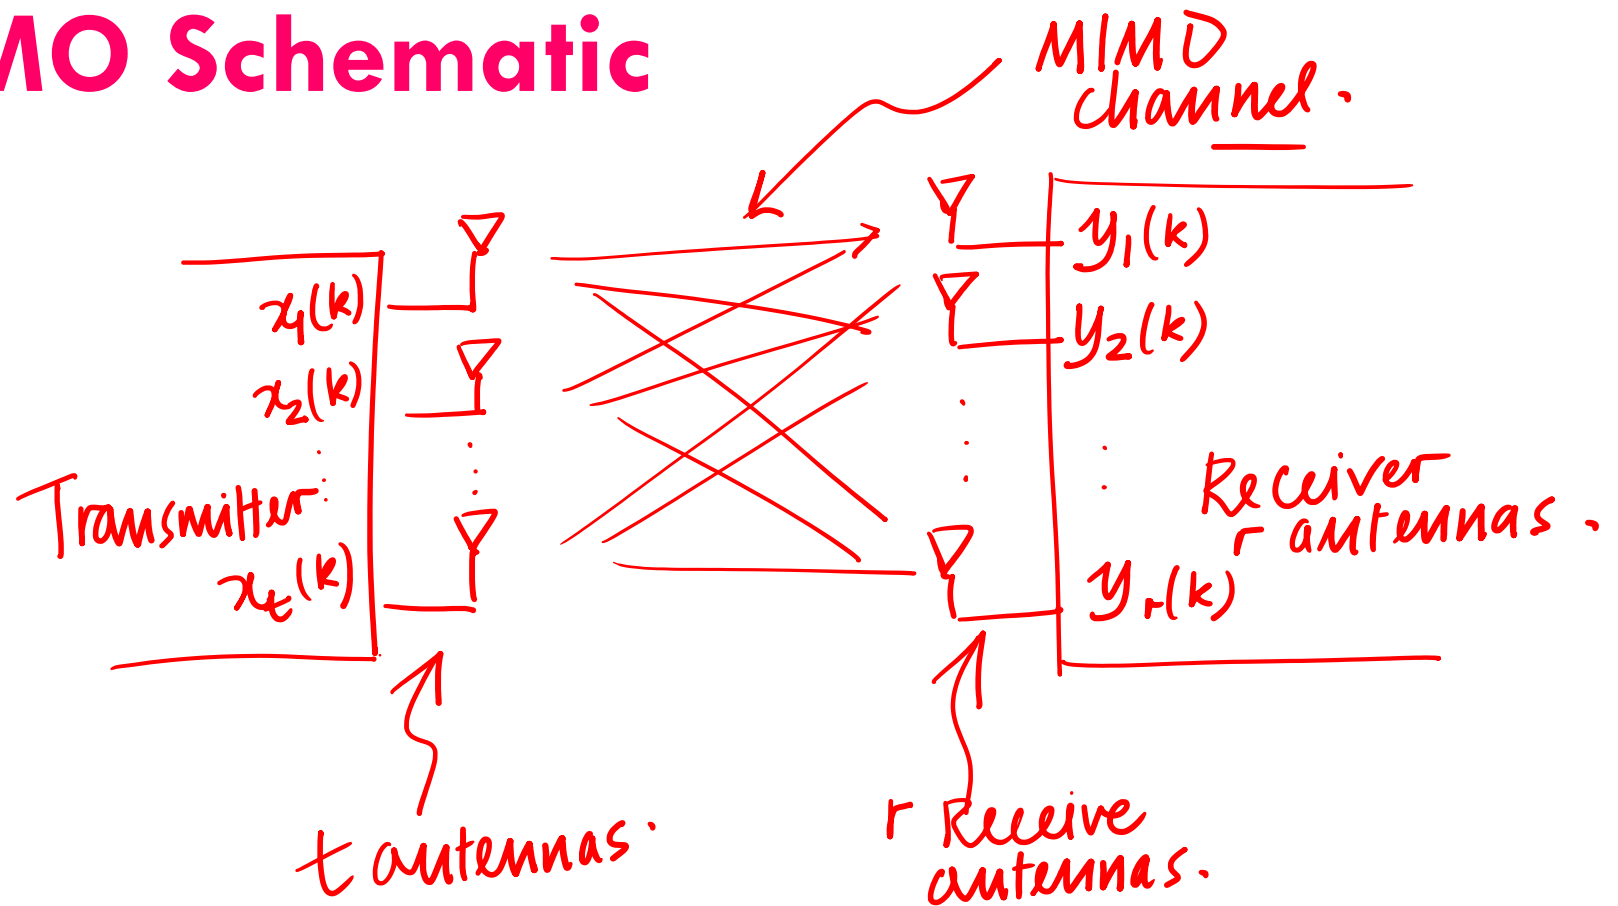 MO Schematic
MIMO
channel.
x₁(k)
x₂(k)
Transmitter
xₜ(k)
y₁(k)
y₂(k)
Receiver
r antennas.
yᵣ(k)
t antennas.
r Receive
antennas.